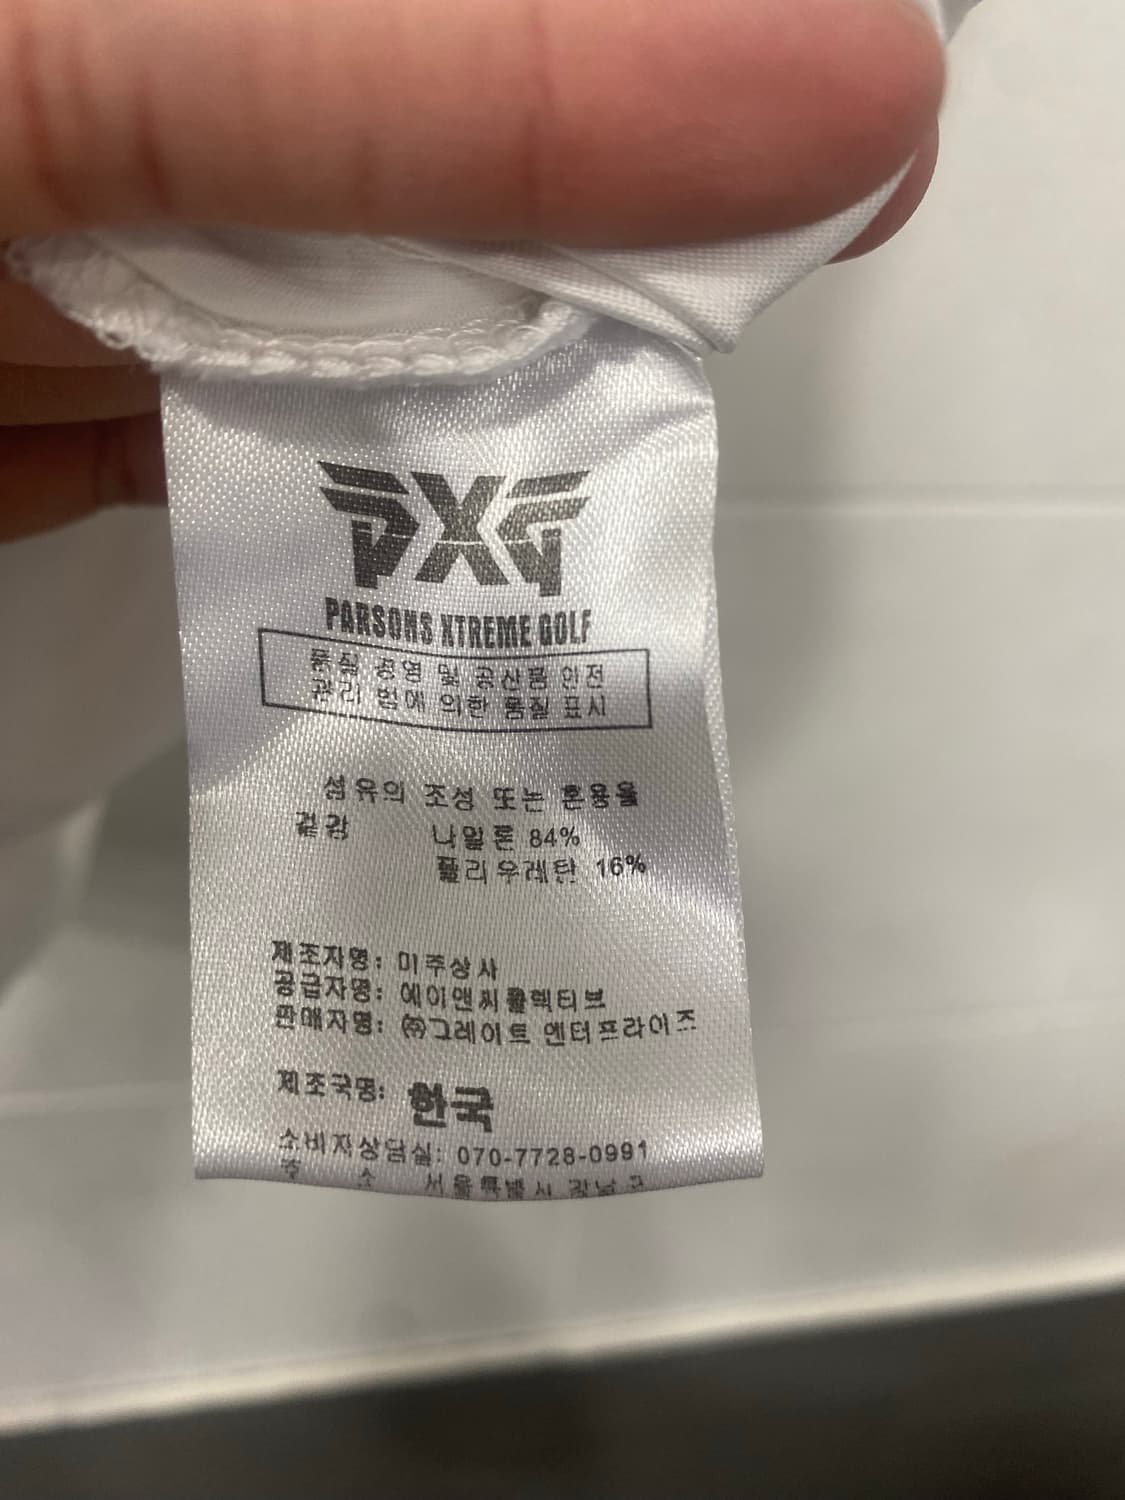 PXG
PARSONS XTREME GOLF
품질 경영 및 공산품 안전
관리 법에 의한 품질 표시
섬유의 조성 또는 혼용율
겉감 나일론 84%
폴리우레탄 16%
제조자명: 미주상사
공급자명: 에이앤씨콜렉티브
판매자명: ㈜그레이트 엔터프라이즈
제조국명: 한국
소비자상담실: 070-7728-0991
주 소 서울특별시 강남구